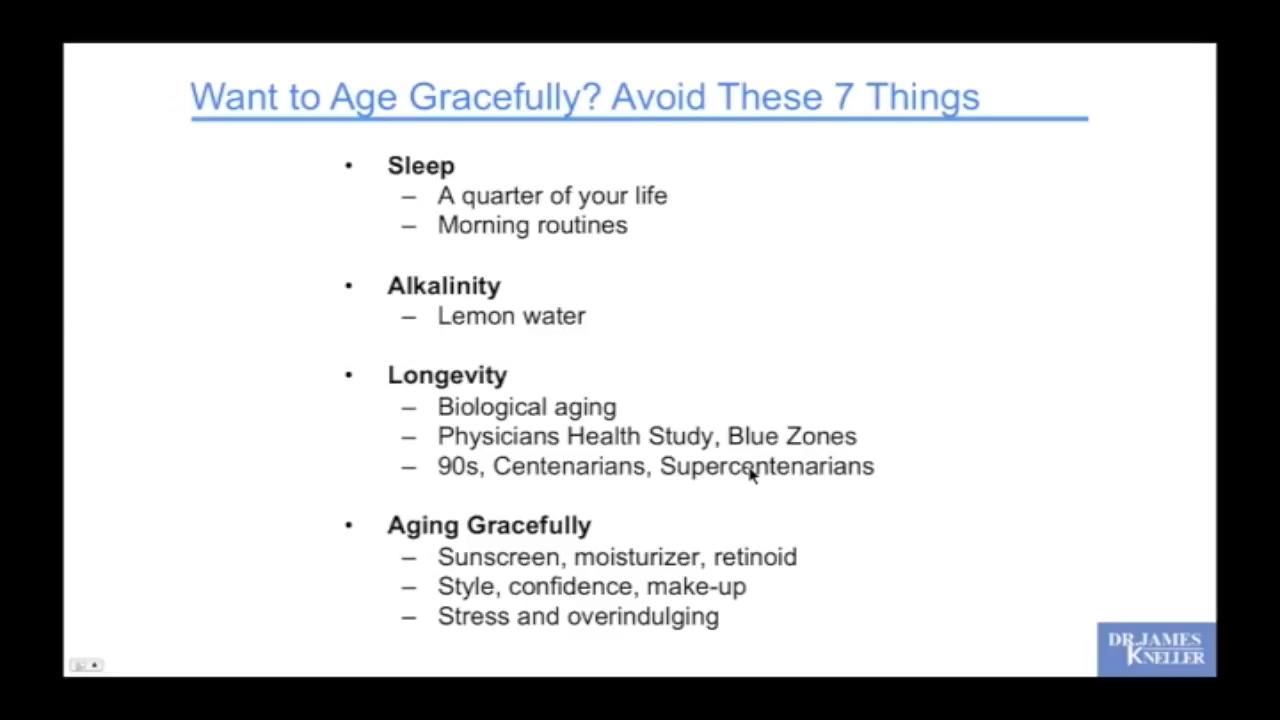 Want to Age Gracefully? Avoid These 7 Things
• Sleep
– A quarter of your life
– Morning routines
• Alkalinity
– Lemon water
• Longevity
– Biological aging
– Physicians Health Study, Blue Zones
– 90s, Centenarians, Supercentenarians
• Aging Gracefully
– Sunscreen, moisturizer, retinoid
– Style, confidence, make-up
– Stress and overindulging
DR.JAMES
KNELLER